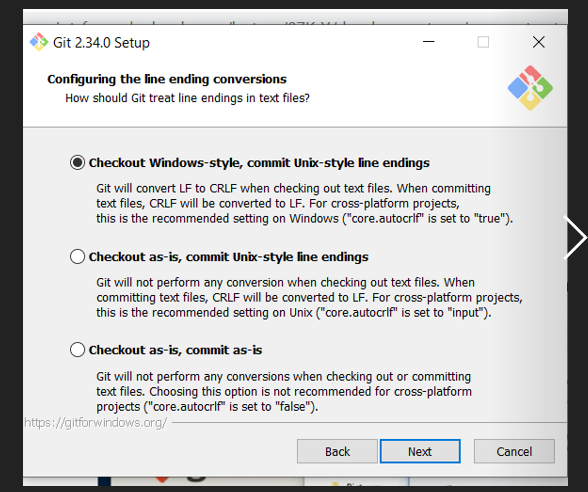 Git 2.34.0 Setup
Configuring the line ending conversions
How should Git treat line endings in text files?
Checkout Windows-style, commit Unix-style line endings
Git will convert LF to CRLF when checking out text files. When committing
text files, CRLF will be converted to LF. For cross-platform projects,
this is the recommended setting on Windows ("core.autocrlf" is set to "true").
Checkout as-is, commit Unix-style line endings
Git will not perform any conversion when checking out text files. When
committing text files, CRLF will be converted to LF. For cross-platform projects,
this is the recommended setting on Unix ("core.autocrlf" is set to "input").
Checkout as-is, commit as-is
Git will not perform any conversions when checking out or committing
text files. Choosing this option is not recommended for cross-platform
projects ("core.autocrlf" is set to "false").
https://gitforwindows.org/
Back
Next
Cancel